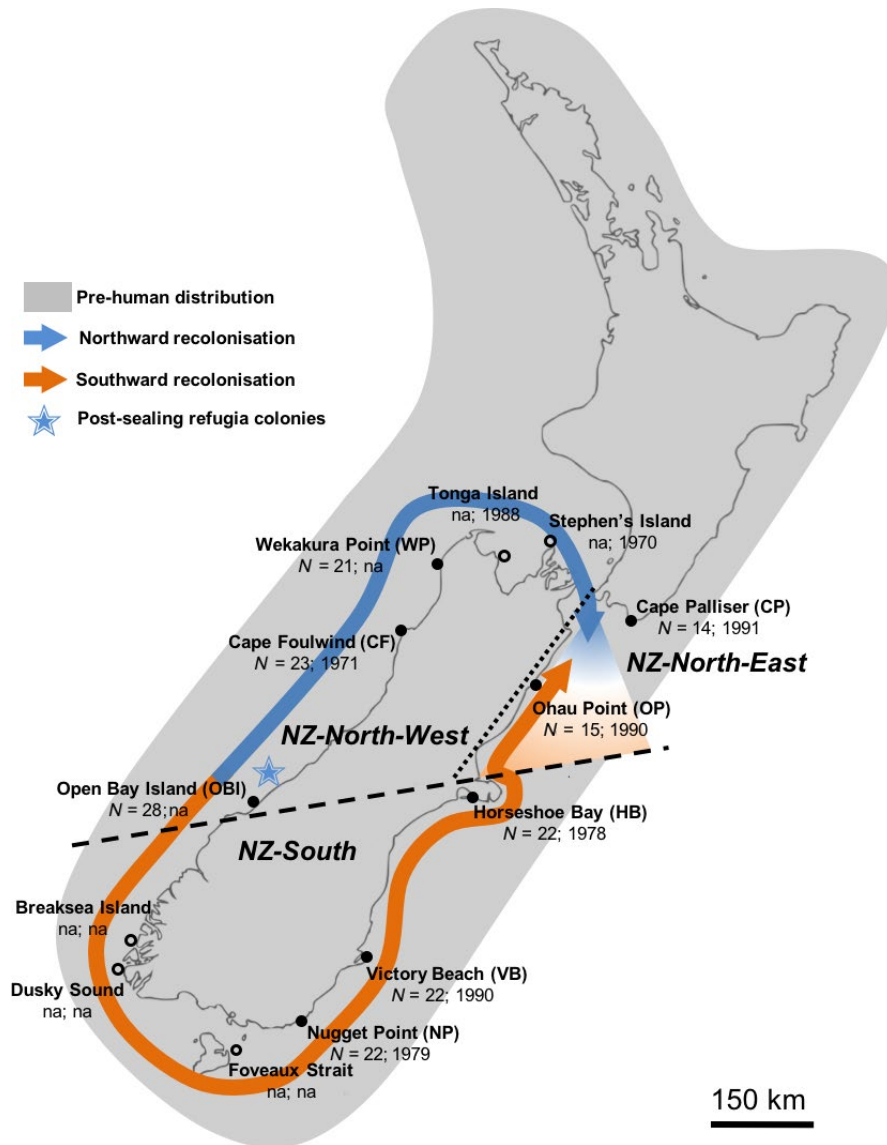 Pre-human distribution
Northward recolonisation
Southward recolonisation
Post-sealing refugia colonies
Tonga Island
na; 1988
Stephen's Island
na; 1970
Wekakura Point (WP)
N = 21; na
Cape Palliser (CP)
N = 14; 1991
Cape Foulwind (CF)
N = 23; 1971
NZ-North-East
Ohau Point (OP)
N = 15; 1990
NZ-North-West
Open Bay Island (OBI)
N = 28; na
Horseshoe Bay (HB)
N = 22; 1978
NZ-South
Breaksea Island
na; na
Dusky Sound
na; na
Victory Beach (VB)
N = 22; 1990
Nugget Point (NP)
N = 22; 1979
Foveaux Strait
na; na
150 km